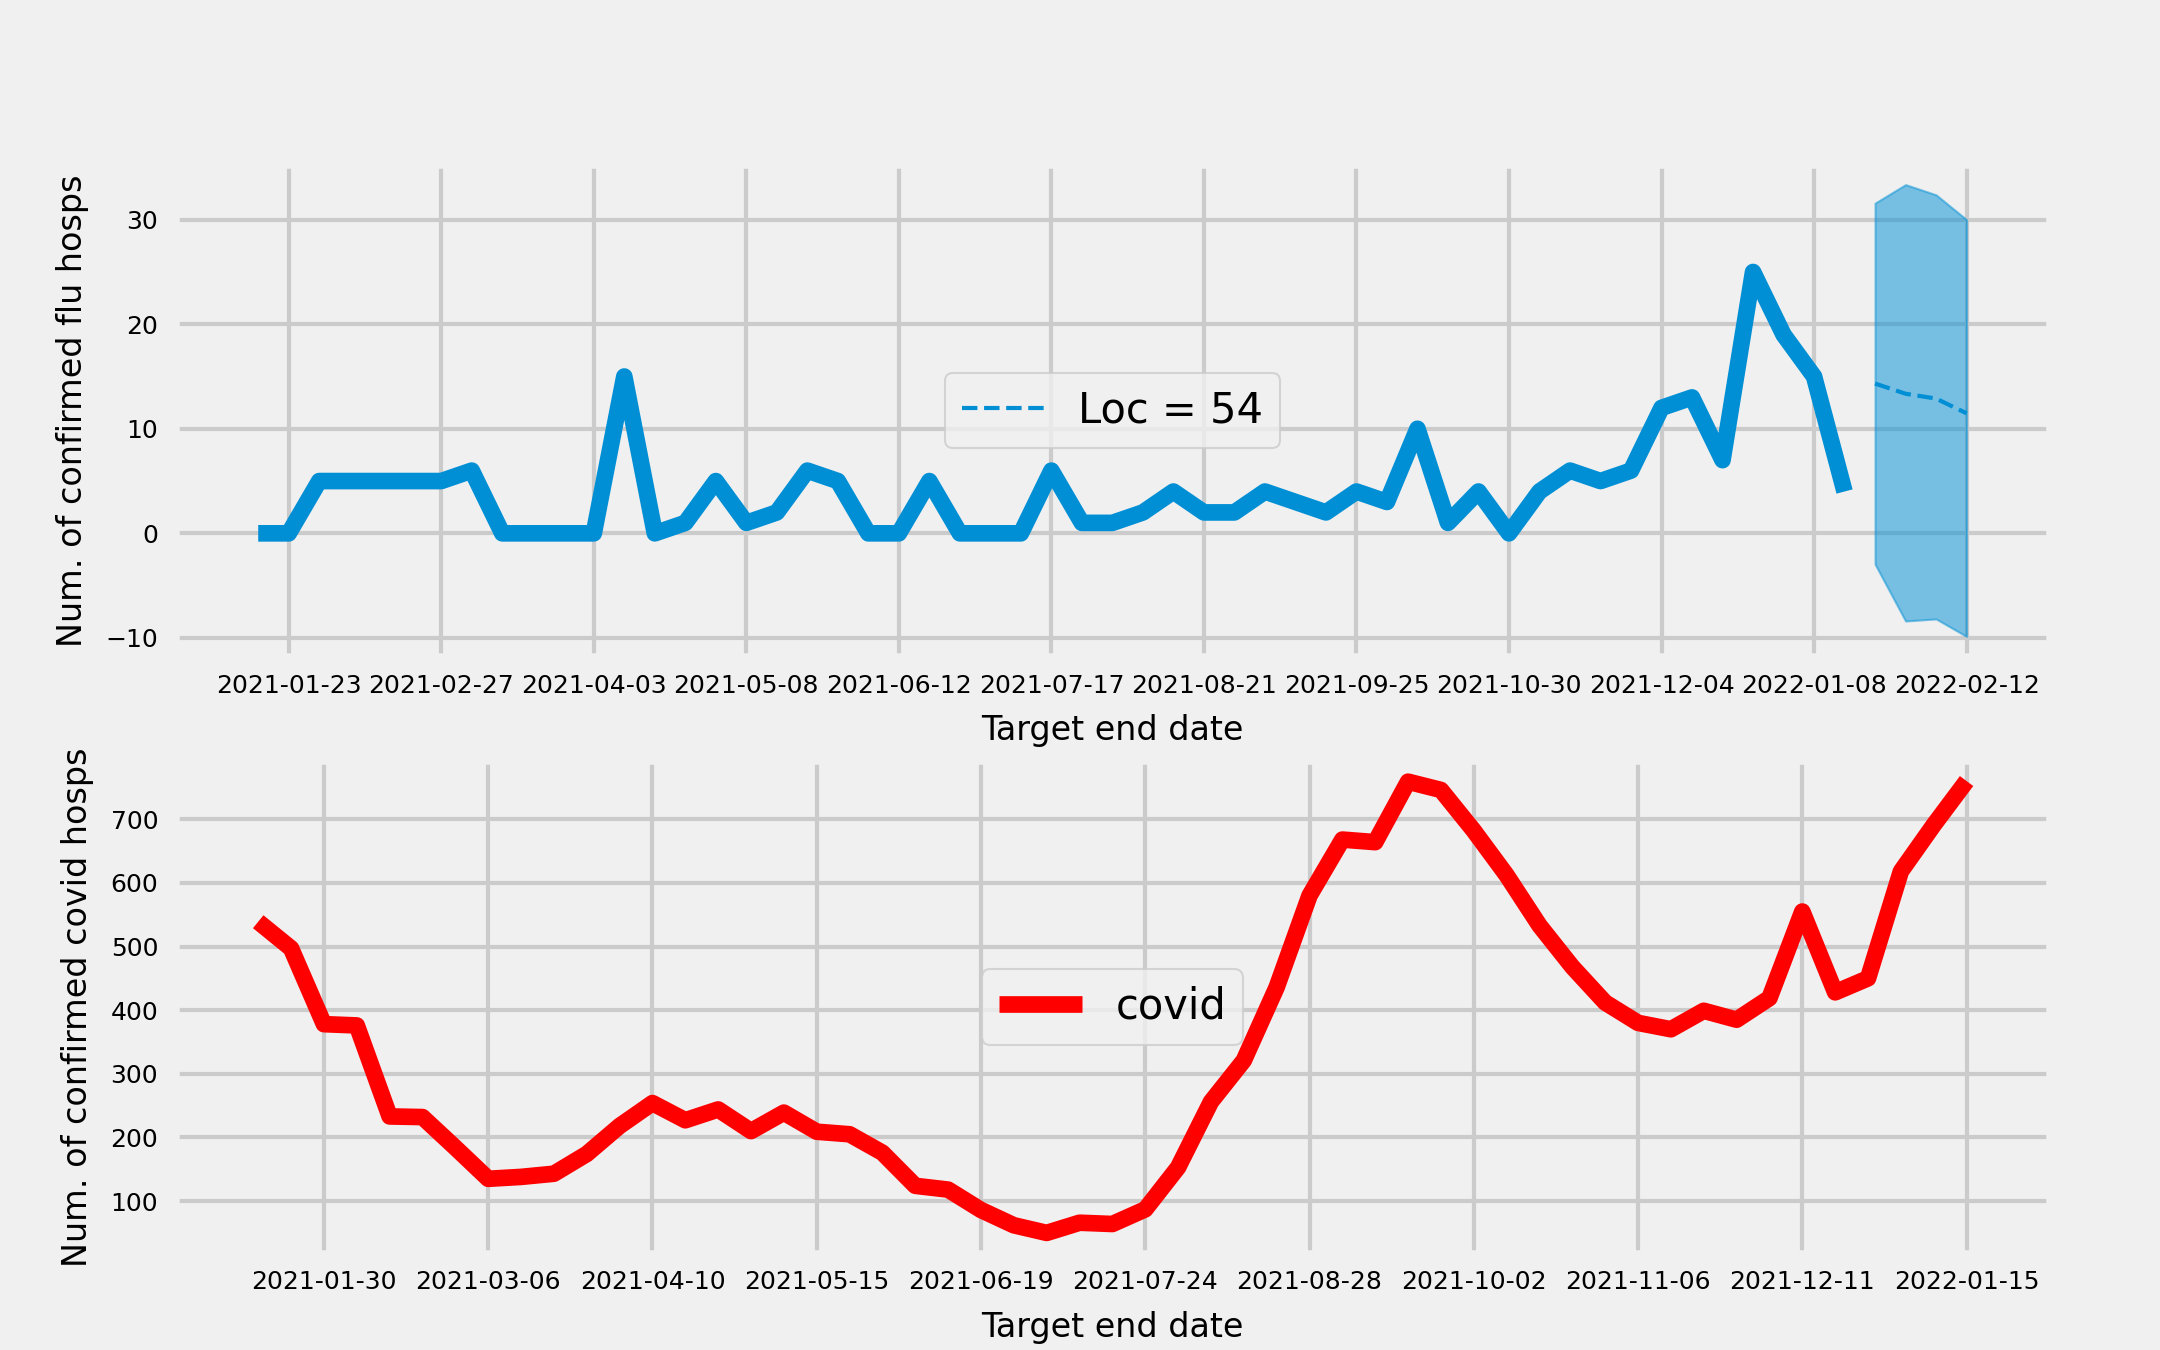 Num. of confirmed flu hosps
30
20
10
0
−10
Loc = 54
2021-01-23 2021-02-27 2021-04-03 2021-05-08 2021-06-12 2021-07-17 2021-08-21 2021-09-25 2021-10-30 2021-12-04 2022-01-08 2022-02-12
Target end date
Num. of confirmed covid hosps
700
600
500
400
300
200
100
covid
2021-01-30 2021-03-06 2021-04-10 2021-05-15 2021-06-19 2021-07-24 2021-08-28 2021-10-02 2021-11-06 2021-12-11 2022-01-15
Target end date